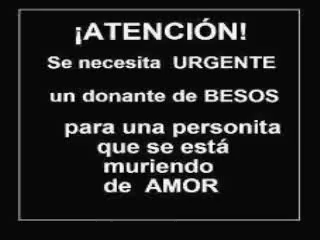 ¡ATENCIÓN!
Se necesita URGENTE
un donante de BESOS
para una personita
que se está
muriendo
de AMOR